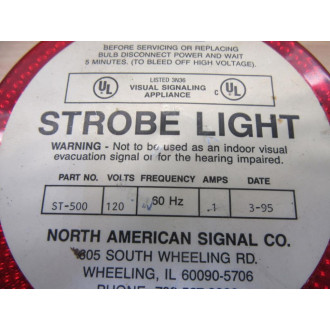 BEFORE SERVICING OR REPLACING
BULB DISCONNECT POWER AND WAIT
5 MINUTES. (TO BLEED OFF HIGH VOLTAGE).
LISTED 3N36
UL VISUAL SIGNALING C UL
APPLIANCE
STROBE LIGHT
WARNING - Not to be used as an indoor visual
evacuation signal or for the hearing impaired.
PART NO. VOLTS FREQUENCY AMPS DATE
ST-500 120 60 Hz .1 3-95
NORTH AMERICAN SIGNAL CO.
605 SOUTH WHEELING RD.
WHEELING, IL 60090-5706
PHONE